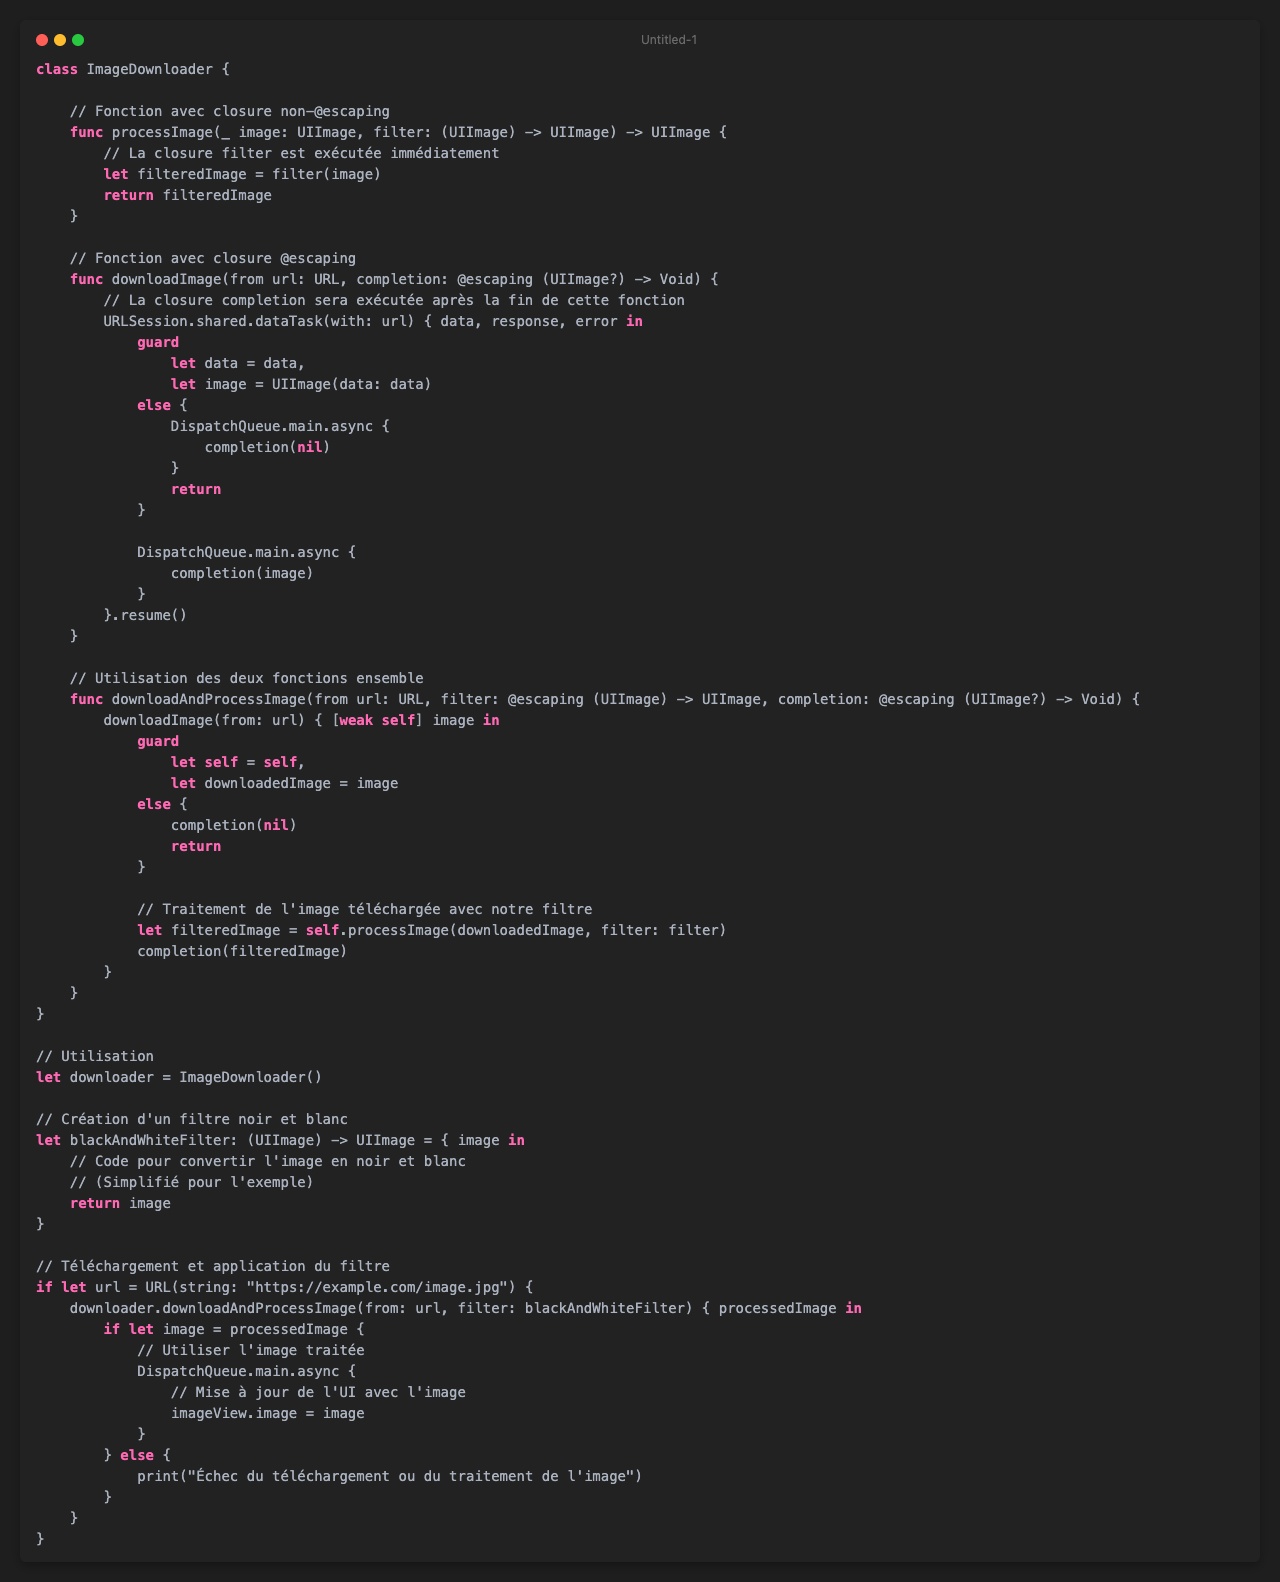 Untitled-1
class ImageDownloader {
    // Fonction avec closure non-@escaping
    func processImage(_ image: UIImage, filter: (UIImage) -> UIImage) -> UIImage {
        // La closure filter est exécutée immédiatement
        let filteredImage = filter(image)
        return filteredImage
    }
    // Fonction avec closure @escaping
    func downloadImage(from url: URL, completion: @escaping (UIImage?) -> Void) {
        // La closure completion sera exécutée après la fin de cette fonction
        URLSession.shared.dataTask(with: url) { data, response, error in
            guard
                let data = data,
                let image = UIImage(data: data)
            else {
                DispatchQueue.main.async {
                    completion(nil)
                }
                return
            }
            DispatchQueue.main.async {
                completion(image)
            }
        }.resume()
    }
    // Utilisation des deux fonctions ensemble
    func downloadAndProcessImage(from url: URL, filter: @escaping (UIImage) -> UIImage, completion: @escaping (UIImage?) -> Void) {
        downloadImage(from: url) { [weak self] image in
            guard
                let self = self,
                let downloadedImage = image
            else {
                completion(nil)
                return
            }
            // Traitement de l'image téléchargée avec notre filtre
            let filteredImage = self.processImage(downloadedImage, filter: filter)
            completion(filteredImage)
        }
    }
}
// Utilisation
let downloader = ImageDownloader()
// Création d'un filtre noir et blanc
let blackAndWhiteFilter: (UIImage) -> UIImage = { image in
    // Code pour convertir l'image en noir et blanc
    // (Simplifié pour l'exemple)
    return image
}
// Téléchargement et application du filtre
if let url = URL(string: "https://example.com/image.jpg") {
    downloader.downloadAndProcessImage(from: url, filter: blackAndWhiteFilter) { processedImage in
        if let image = processedImage {
            // Utiliser l'image traitée
            DispatchQueue.main.async {
                // Mise à jour de l'UI avec l'image
                imageView.image = image
            }
        } else {
            print("Échec du téléchargement ou du traitement de l'image")
        }
    }
}